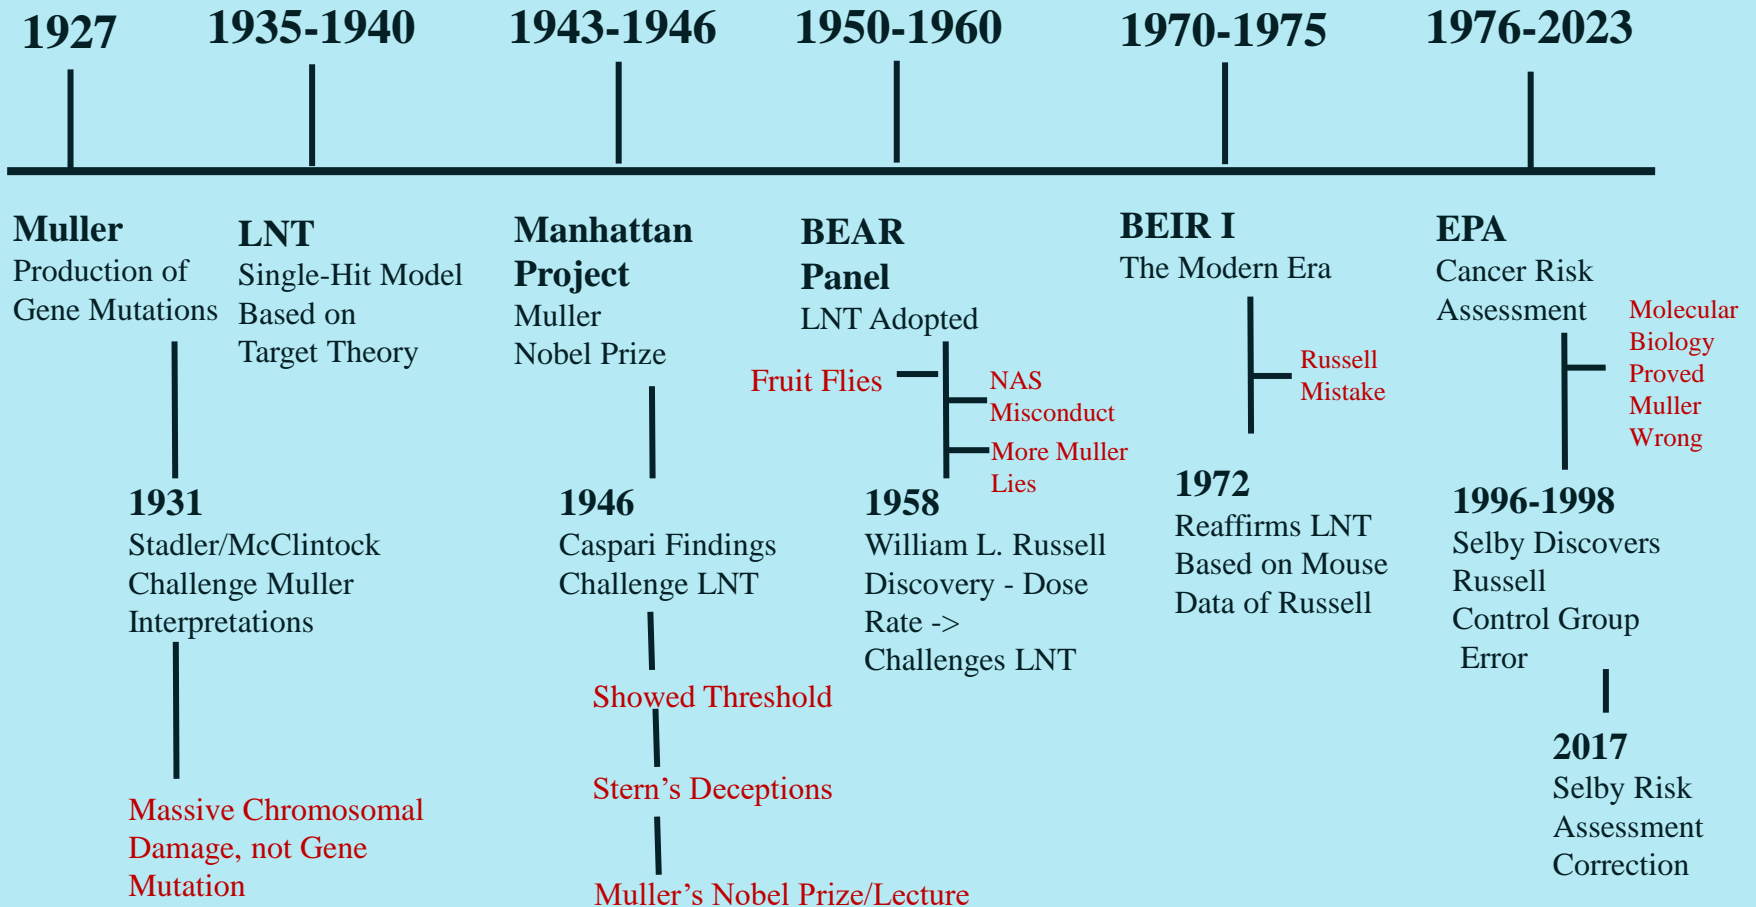 1927
1935-1940
1943-1946
1950-1960
1970-1975
1976-2023
Muller
Production of
Gene Mutations
1931
Stadler/McClintock
Challenge Muller
Interpretations
Massive Chromosomal
Damage, not Gene
Mutation
LNT
Single-Hit Model
Based on
Target Theory
Manhattan
Project
Muller
Nobel Prize
1946
Caspari Findings
Challenge LNT
Showed Threshold
Stern’s Deceptions
Muller’s Nobel Prize/Lecture
BEAR
Panel
LNT Adopted
Fruit Flies
NAS
Misconduct
More Muller
Lies
1958
William L. Russell
Discovery - Dose
Rate ->
Challenges LNT
BEIR I
The Modern Era
Russell
Mistake
1972
Reaffirms LNT
Based on Mouse
Data of Russell
EPA
Cancer Risk
Assessment
Molecular
Biology
Proved
Muller
Wrong
1996-1998
Selby Discovers
Russell
Control Group
Error
2017
Selby Risk
Assessment
Correction